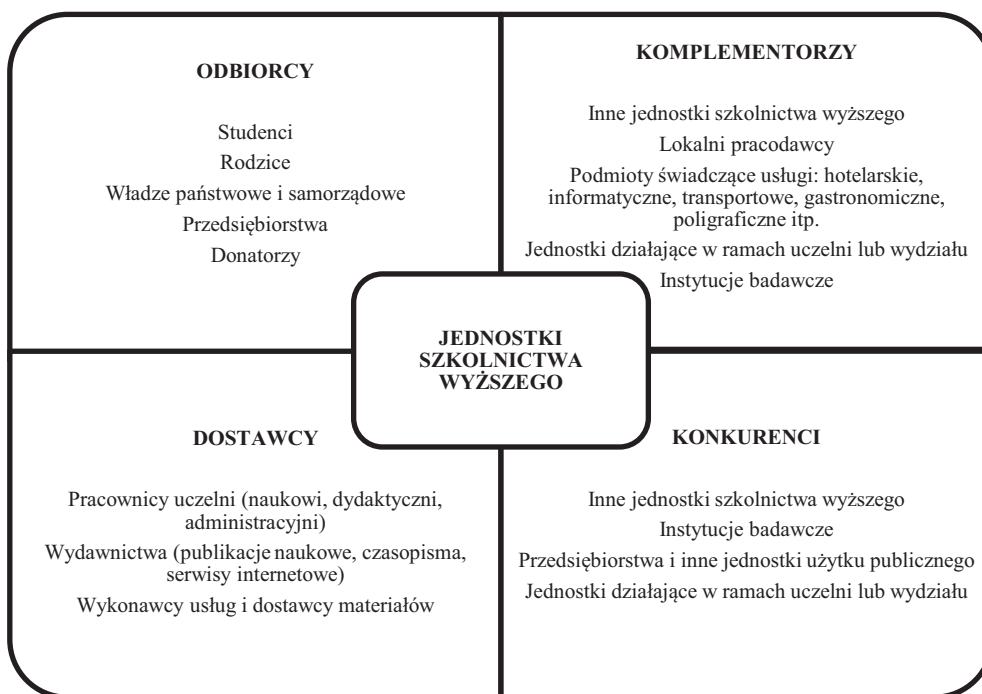 ODBIORCY
Studenci
Rodzice
Władze państwowe i samorządowe
Przedsiębiorstwa
Donatorzy
KOMPLEMENTORZY
Inne jednostki szkolnictwa wyższego
Lokalni pracodawcy
Podmioty świadczące usługi: hotelarskie,
informatyczne, transportowe, gastronomiczne,
poligraficzne itp.
Jednostki działające w ramach uczelni lub wydziału
Instytucje badawcze
JEDNOSTKI
SZKOLNICTWA
WYŻSZEGO
DOSTAWCY
Pracownicy uczelni (naukowi, dydaktyczni,
administracyjni)
Wydawnictwa (publikacje naukowe, czasopisma,
serwisy internetowe)
Wykonawcy usług i dostawcy materiałów
KONKURENCI
Inne jednostki szkolnictwa wyższego
Instytucje badawcze
Przedsiębiorstwa i inne jednostki użytku publicznego
Jednostki działające w ramach uczelni lub wydziału